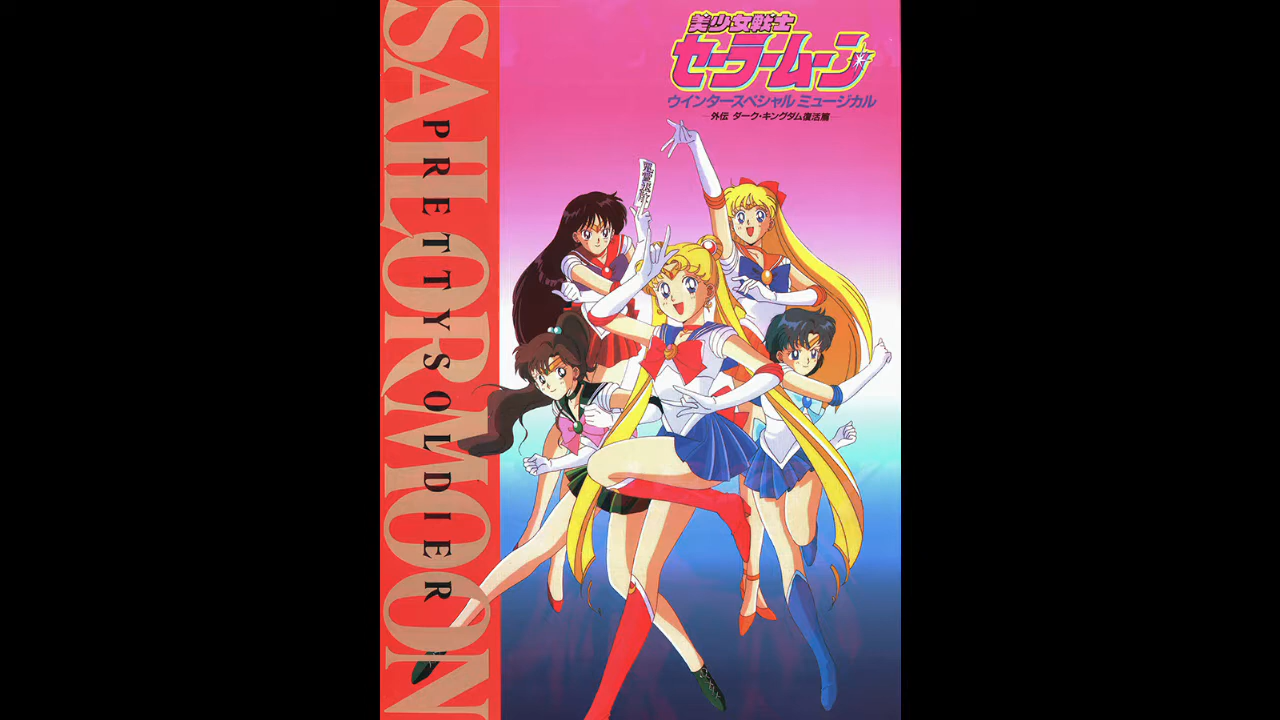 SAILORMOON
PRETTY SOLDIER
美少女戦士
セーラームーン
ウインタースペシャル ミュージカル
外伝 ダーク・キングダム復活篇